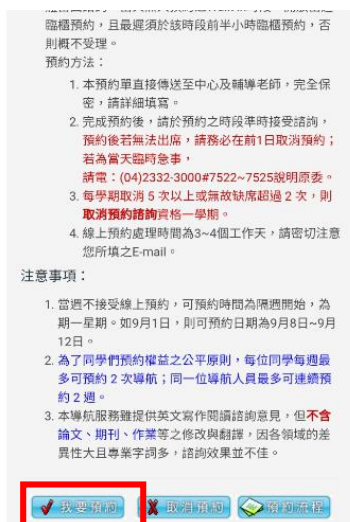 臨櫃預約，且最遲須於該時段前半小時臨櫃預約，否
則概不受理。
預約方法：
1. 本預約單直接傳送至中心及輔導老師，完全保
密，請詳細填寫。
2. 完成預約後，請於預約之時段準時接受諮詢，
預約後若無法出席，請務必在前1日取消預約；
若為當天臨時急事，
請電：(04)2332-3000#7522~7525說明原委。
3. 每學期取消 5 次以上或無故缺席超過 2 次，則
取消預約諮詢資格一學期。
4. 線上預約處理時間為3~4個工作天，請密切注意
您所填之E-mail。
注意事項：
1. 當週不接受線上預約，可預約時間為隔週開始，為
期一星期。如9月1日，則可預約日期為9月8日~9月
12日。
2. 為了同學們預約權益之公平原則，每位同學每週最
多可預約 2 次導航；同一位導航人員最多可連續預
約 2 週。
3. 本導航服務雖提供英文寫作閱讀諮詢意見，但不含
論文、期刊、作業等之修改與翻譯，因各領域的差
異性大且專業字詞多，諮詢效果並不佳。
我要預約 取消預約 預約流程